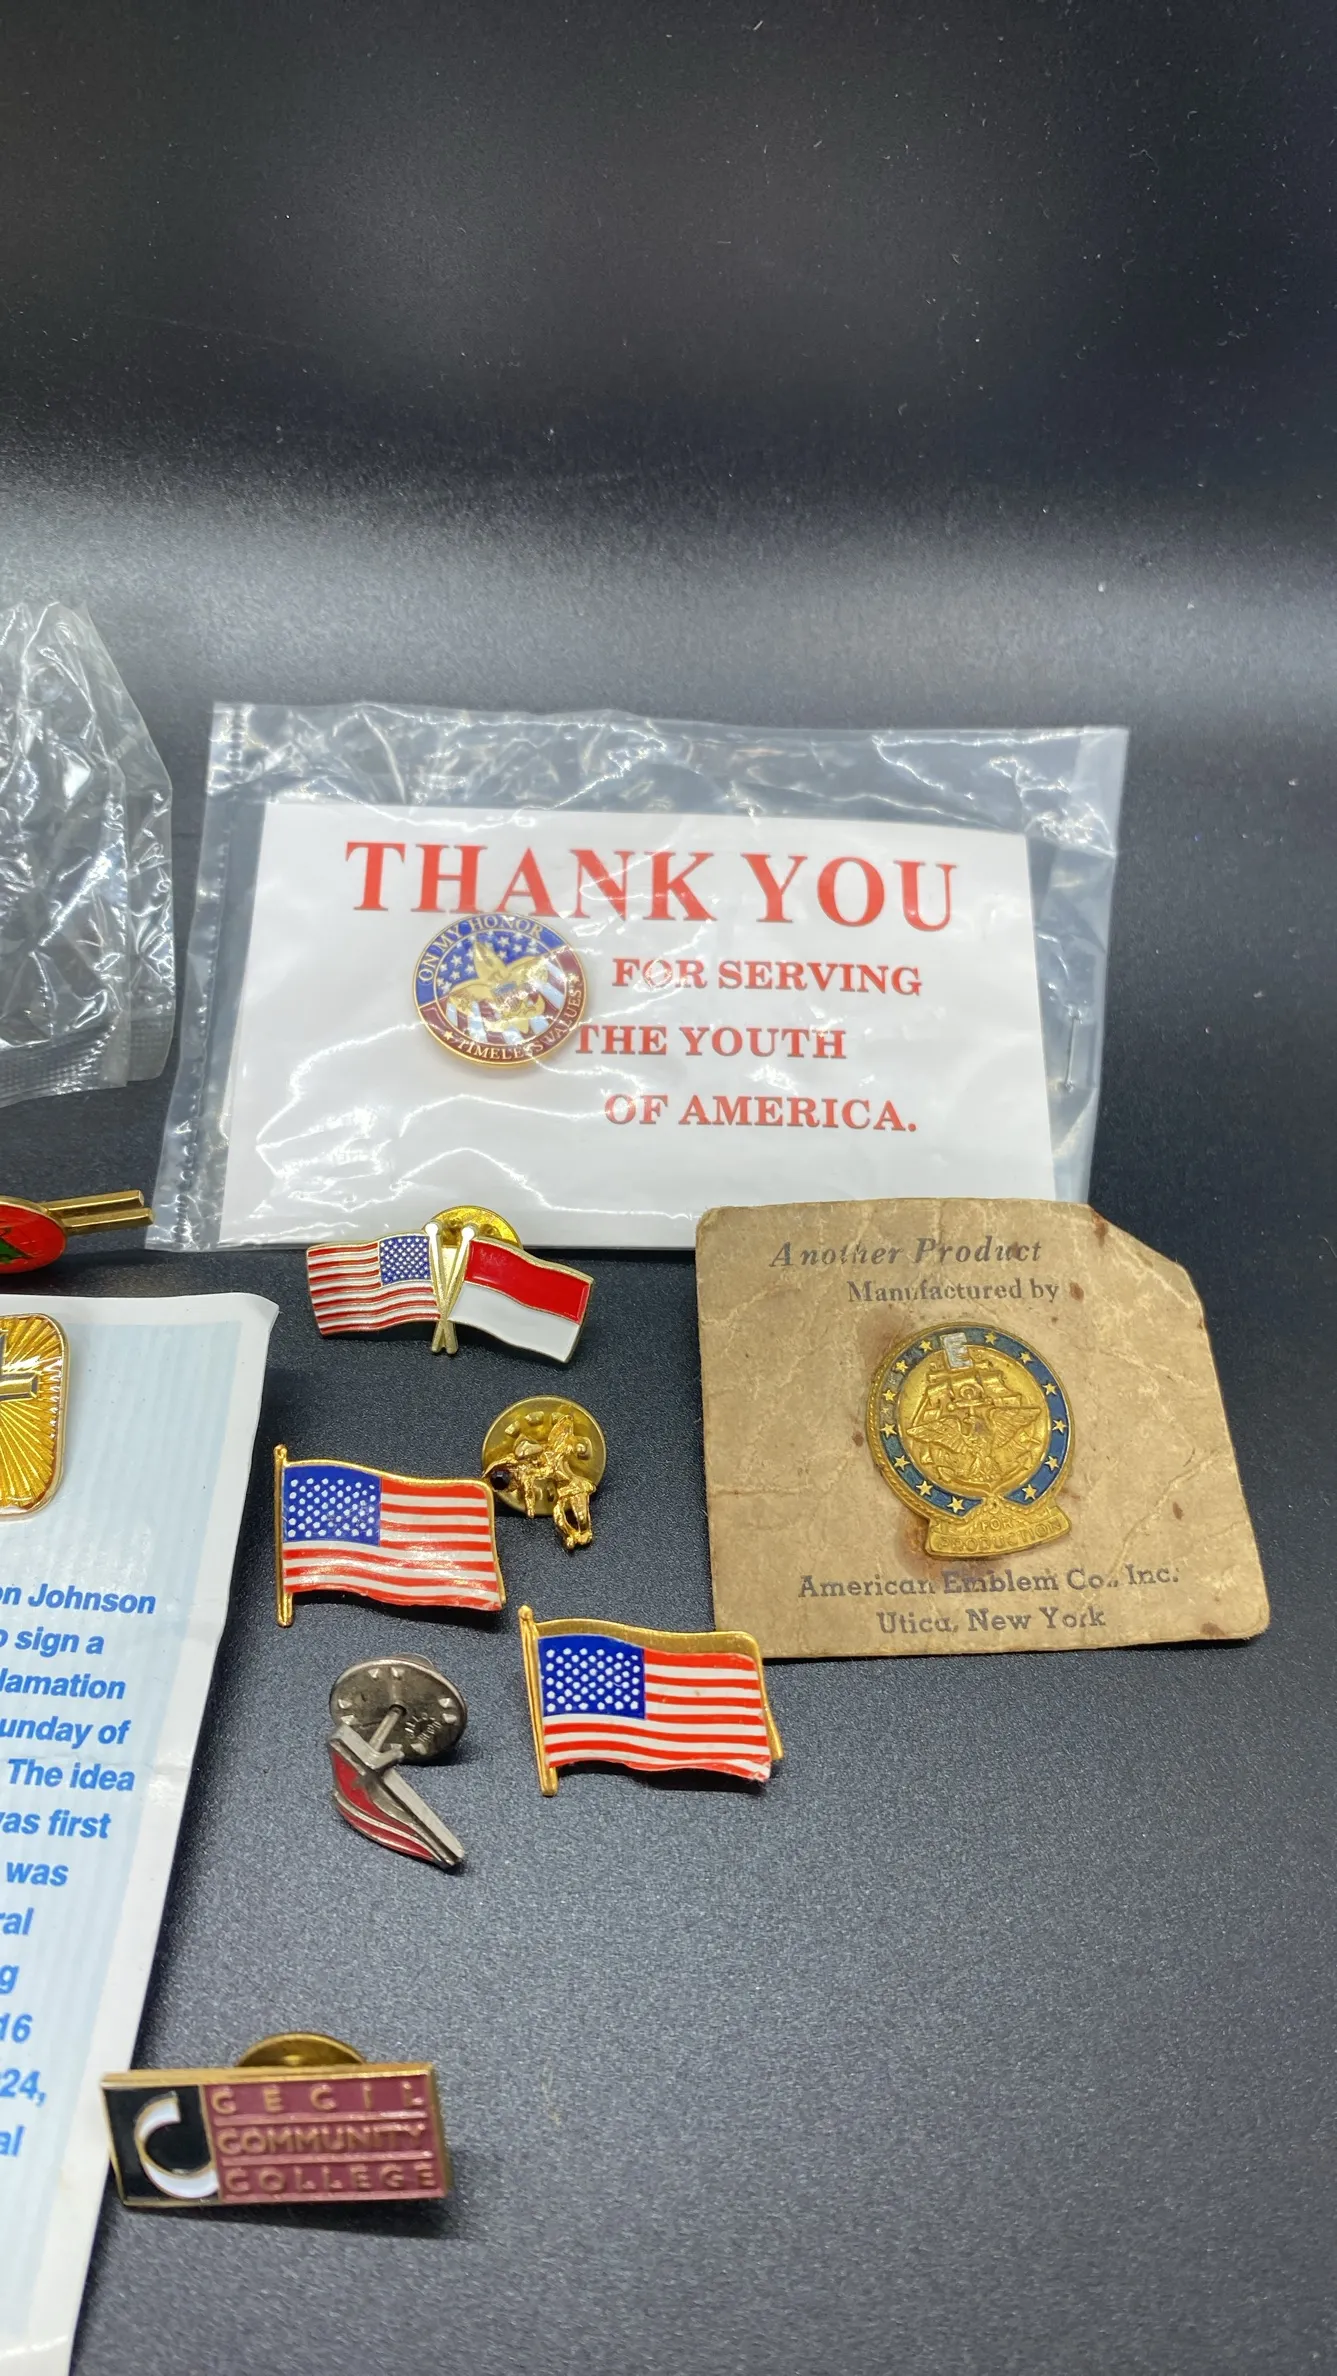 THANK YOU
ON MY HONOR
TIMELESS VALUES
FOR SERVING
THE YOUTH
OF AMERICA.
Another Product
Manufactured by
E
FOR
PRODUCTION
American Emblem Co., Inc.
Utica, New York
on Johnson
o sign a
lamation
unday of
The idea
vas first
was
ral
g
16
24,
al
CECIL
COMMUNITY
COLLEGE